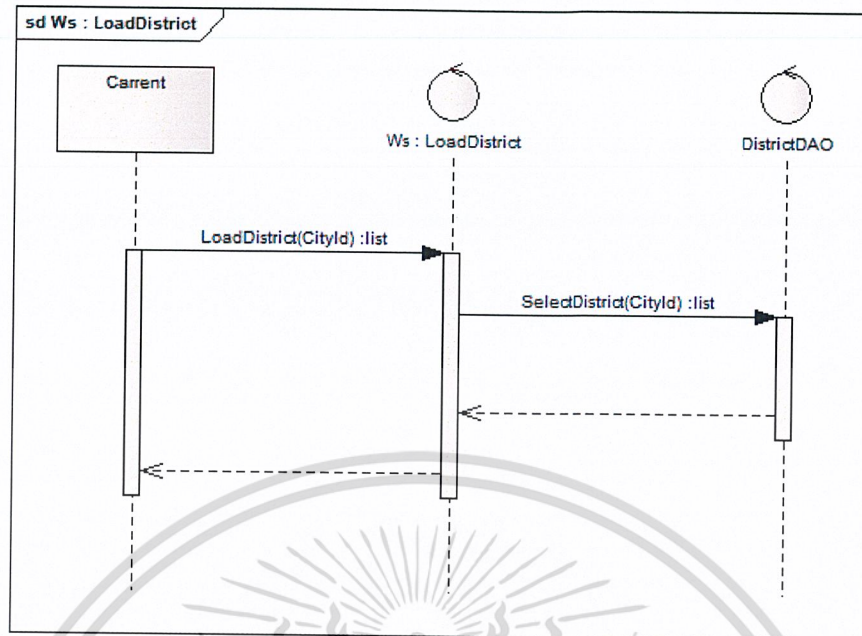 sd Ws : LoadDistrict
Carrent
Ws : LoadDistrict
DistrictDAO
LoadDistrict(CityId) :list
SelectDistrict(CityId) :list